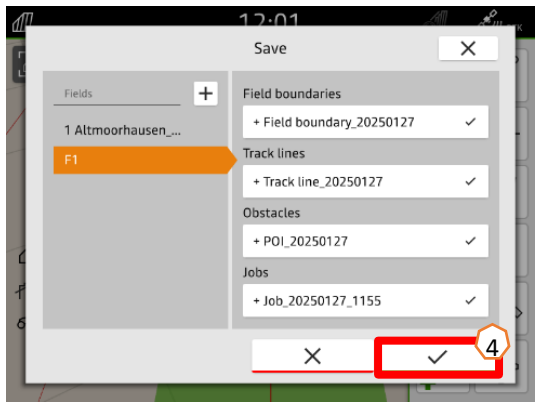 12:01
RTK
Save
Fields
1 Altmoorhausen_...
F1
Field boundaries
+ Field boundary_20250127
Track lines
+ Track line_20250127
Obstacles
+ POI_20250127
Jobs
+ Job_20250127_1155
4